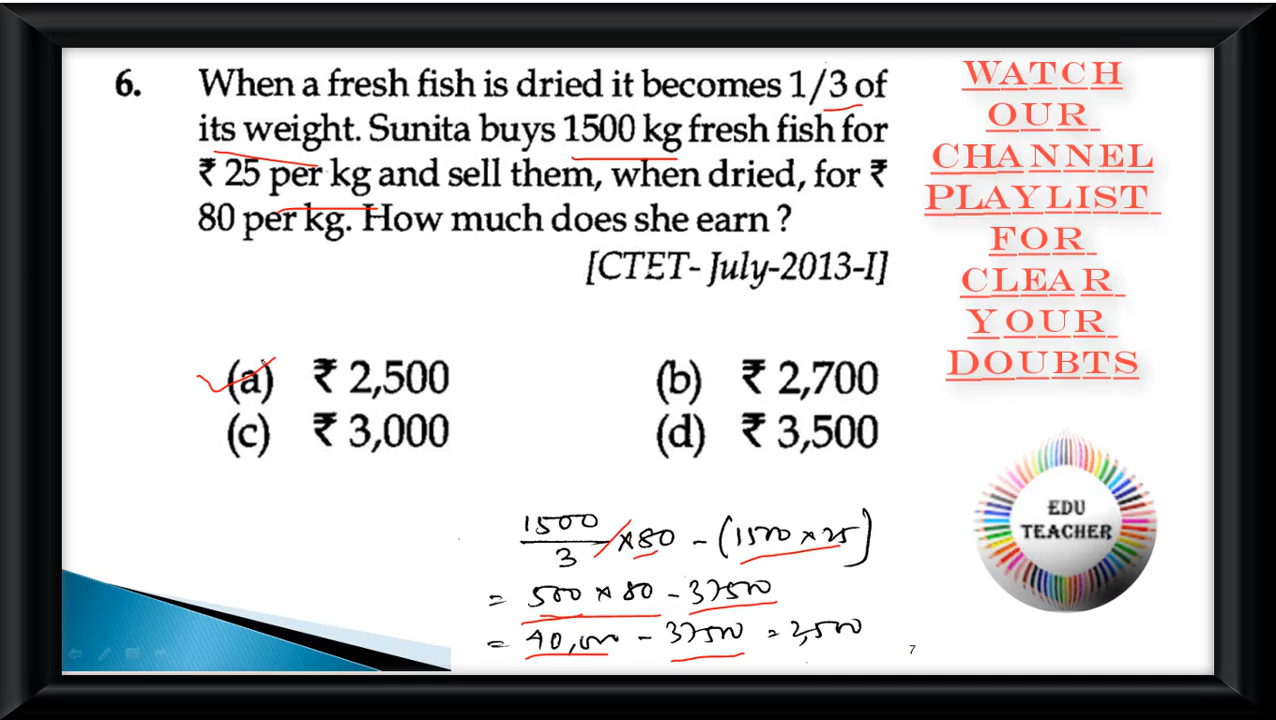 6. When a fresh fish is dried it becomes 1/3 of
its weight. Sunita buys 1500 kg fresh fish for
₹ 25 per kg and sell them, when dried, for ₹
80 per kg. How much does she earn ?
[CTET- July-2013-I]
(a) ₹ 2,500 (b) ₹ 2,700
(c) ₹ 3,000 (d) ₹ 3,500
1500/3 × 80 - (1500 × 25)
= 500 × 80 - 37500
= 40,000 - 37500 = 2,500
7
WATCH
OUR
CHANNEL
PLAYLIST
FOR
CLEAR
YOUR
DOUBTS
EDU
TEACHER